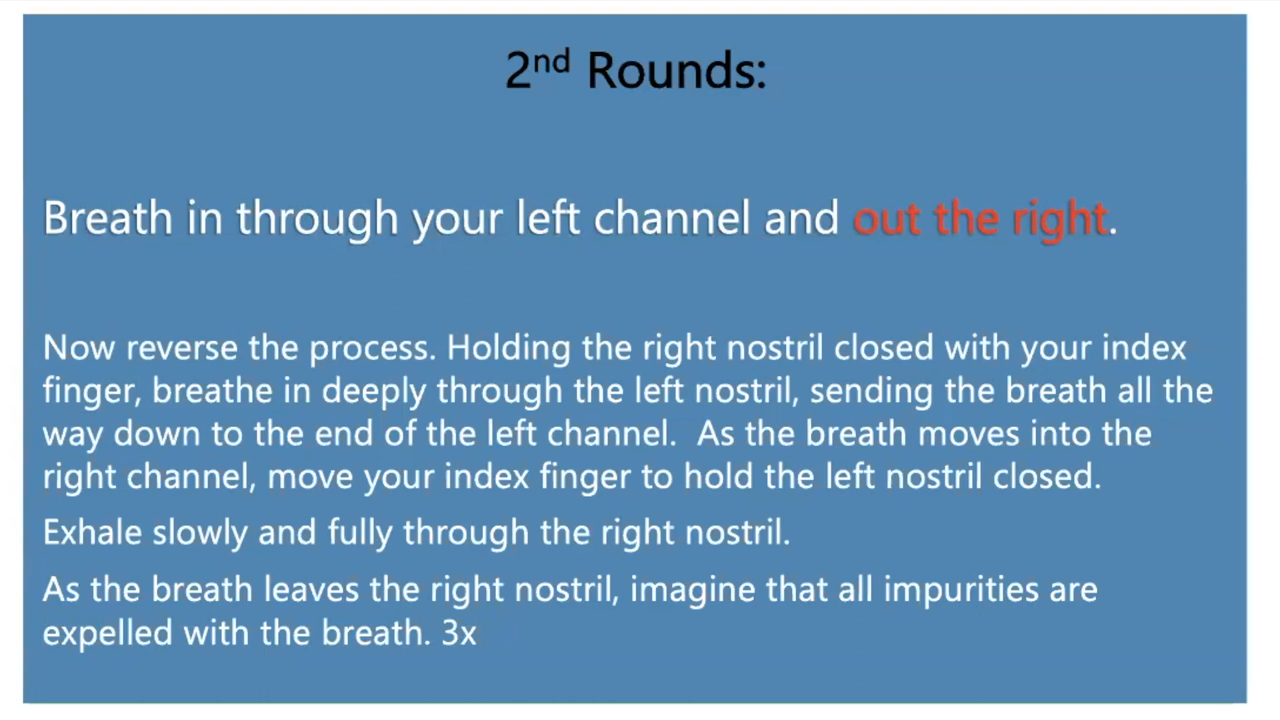 2nd Rounds:
Breath in through your left channel and out the right.
Now reverse the process. Holding the right nostril closed with your index
finger, breathe in deeply through the left nostril, sending the breath all the
way down to the end of the left channel.  As the breath moves into the
right channel, move your index finger to hold the left nostril closed.
Exhale slowly and fully through the right nostril.
As the breath leaves the right nostril, imagine that all impurities are
expelled with the breath. 3x